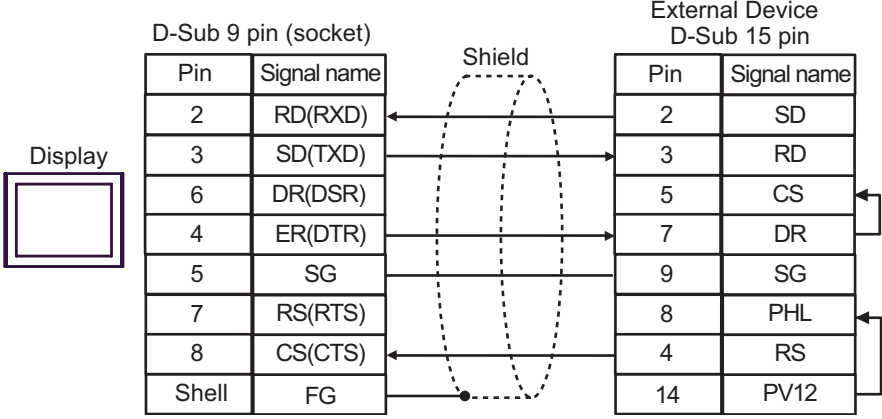 External Device
D-Sub 9 pin (socket)
D-Sub 15 pin
Shield
Display
Pin Signal name Pin Signal name
2 RD(RXD) 2 SD
3 SD(TXD) 3 RD
6 DR(DSR) 5 CS
4 ER(DTR) 7 DR
5 SG 9 SG
7 RS(RTS) 8 PHL
8 CS(CTS) 4 RS
Shell FG 14 PV12